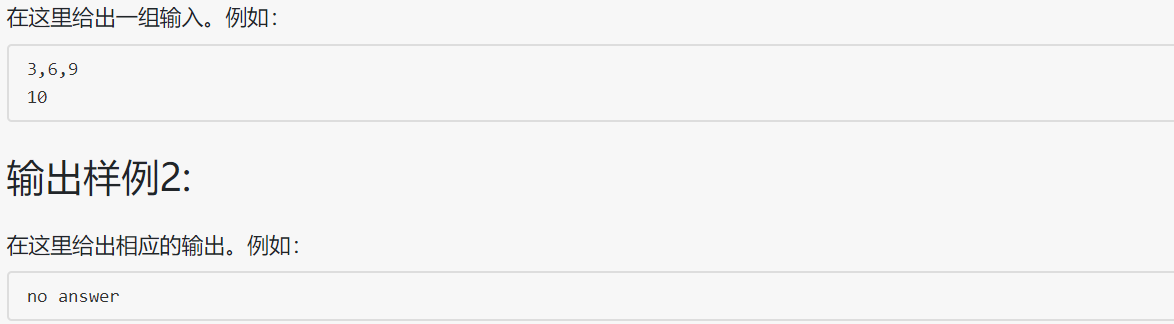 在这里给出一组输入。例如：
3,6,9
10
输出样例2:
在这里给出相应的输出。例如：
no answer